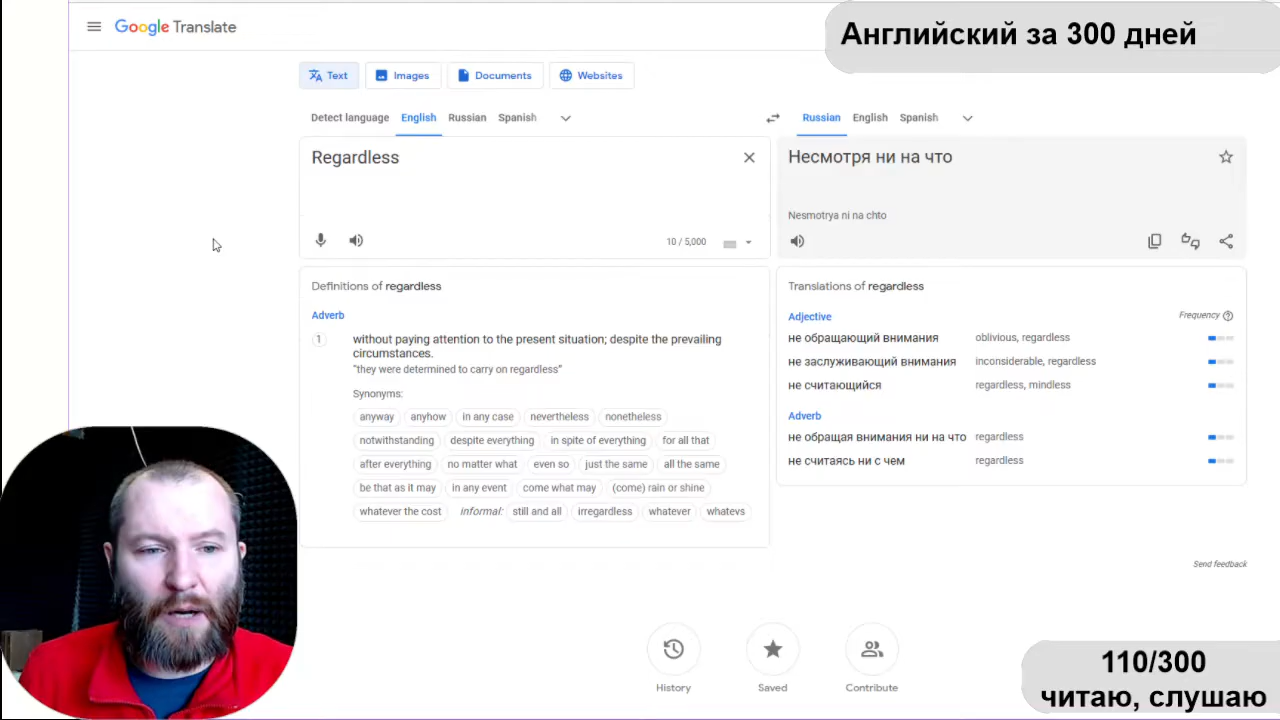 Google Translate
Английский за 300 дней
Text Images Documents Websites
Detect language English Russian Spanish
Russian English Spanish
Regardless
Несмотря ни на что
Nesmotrya ni na chto
10 / 5,000
Definitions of regardless
Adverb
1 without paying attention to the present situation; despite the prevailing
circumstances.
"they were determined to carry on regardless"
Synonyms:
anyway anyhow in any case nevertheless nonetheless
notwithstanding despite everything in spite of everything for all that
after everything no matter what even so just the same all the same
be that as it may in any event come what may (come) rain or shine
whatever the cost informal: still and all irregardless whatever whatevs
Translations of regardless
Adjective Frequency
не обращающий внимания oblivious, regardless
не заслуживающий внимания inconsiderable, regardless
не считающийся regardless, mindless
Adverb
не обращая внимания ни на что regardless
не считаясь ни с чем regardless
Send feedback
History Saved Contribute
110/300
читаю, слушаю